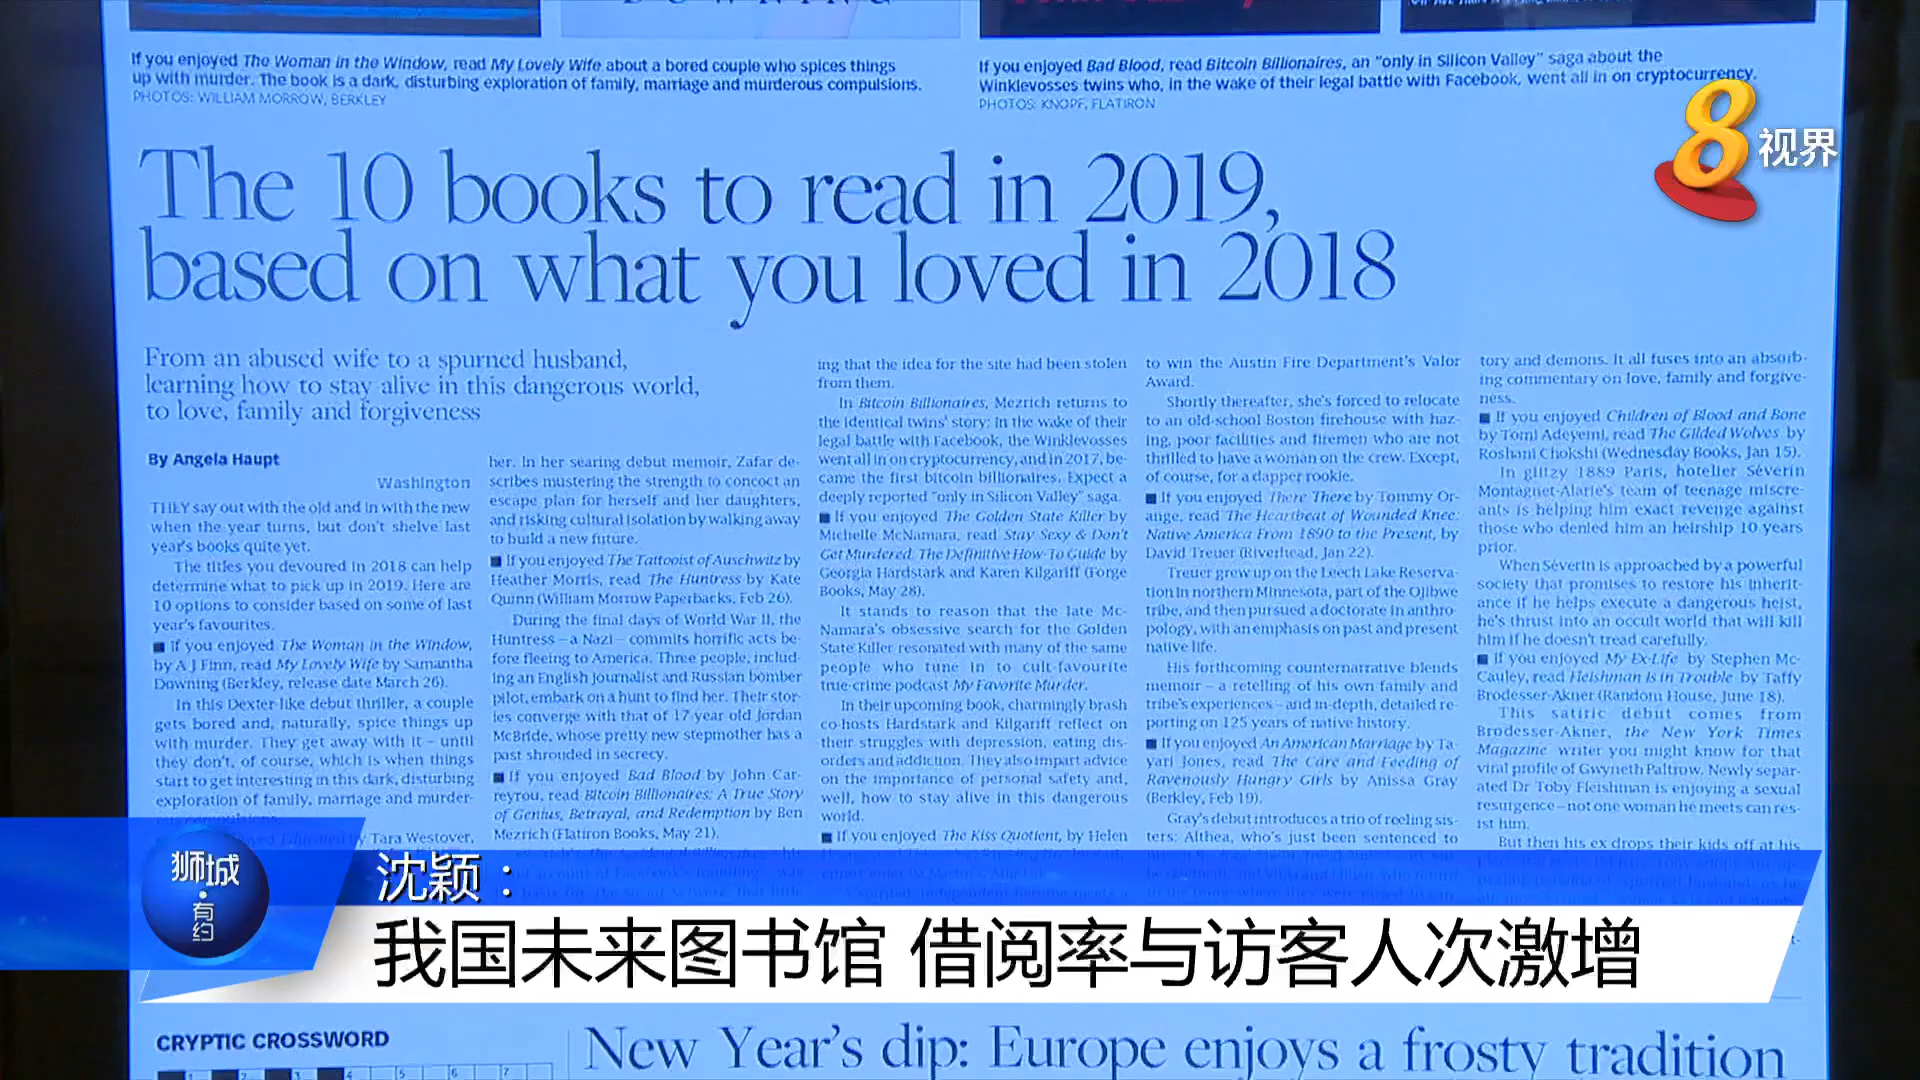 If you enjoyed The Woman in the Window, read My Lovely Wife about a bored couple who spices things
up with murder. The book is a dark, disturbing exploration of family, marriage and murderous compulsions.
PHOTOS: WILLIAM MORROW, BERKLEY
If you enjoyed Bad Blood, read Bitcoin Billionaires, an "only in Silicon Valley" saga about the
Winklevosses twins who, in the wake of their legal battle with Facebook, went all in on cryptocurrency.
PHOTOS: KNOPF, FLATIRON
8视界
The 10 books to read in 2019,
based on what you loved in 2018
From an abused wife to a spurned husband,
learning how to stay alive in this dangerous world,
to love, family and forgiveness
By Angela Haupt
Washington
THEY say out with the old and in with the new
when the year turns, but don't shelve last
year's books quite yet.
The titles you devoured in 2018 can help
determine what to pick up in 2019. Here are
10 options to consider based on some of last
year's favourites.
■ If you enjoyed The Woman in the Window,
by A J Finn, read My Lovely Wife by Samantha
Downing (Berkley, release date March 26).
In this Dexter-like debut thriller, a couple
gets bored and, naturally, spice things up
with murder. They get away with it – until
they don't, of course, which is when things
start to get interesting in this dark, disturbing
exploration of family, marriage and murder-
by Tara Westover,
her. In her searing debut memoir, Zafar de-
scribes mustering the strength to concoct an
escape plan for herself and her daughters,
and risking cultural isolation by walking away
to build a new future.
■ If you enjoyed The Tattooist of Auschwitz by
Heather Morris, read The Huntress by Kate
Quinn (William Morrow Paperbacks, Feb 26).
During the final days of World War II, the
Huntress – a Nazi – commits horrific acts be-
fore fleeing to America. Three people, includ-
ing an English journalist and Russian bomber
pilot, embark on a hunt to find her. Their stor-
ies converge with that of 17 year old Jordan
McBride, whose pretty new stepmother has a
past shrouded in secrecy.
■ If you enjoyed Bad Blood by John Car-
reyrou, read Bitcoin Billionaires: A True Story
of Genius, Betrayal, and Redemption by Ben
Mezrich (Flatiron Books, May 21).
ing that the idea for the site had been stolen
from them.
In Bitcoin Billionaires, Mezrich returns to
the identical twins' story: In the wake of their
legal battle with Facebook, the Winklevosses
went all in on cryptocurrency, and in 2017, be-
came the first bitcoin billionaires. Expect a
deeply reported "only in Silicon Valley" saga.
■ If you enjoyed The Golden State Killer by
Michelle McNamara, read Stay Sexy & Don't
Get Murdered: The Definitive How-To Guide by
Georgia Hardstark and Karen Kilgariff (Forge
Books, May 28).
It stands to reason that the late Mc-
Namara's obsessive search for the Golden
State Killer resonated with many of the same
people who tune in to cult-favourite
true-crime podcast My Favorite Murder.
In their upcoming book, charmingly brash
co-hosts Hardstark and Kilgariff reflect on
their struggles with depression, eating dis-
orders and addiction. They also impart advice
on the importance of personal safety and,
well, how to stay alive in this dangerous
world.
■ If you enjoyed The Kiss Quotient, by Helen
to win the Austin Fire Department's Valor
Award.
Shortly thereafter, she's forced to relocate
to an old-school Boston firehouse with haz-
ing, poor facilities and firemen who are not
thrilled to have a woman on the crew. Except,
of course, for a dapper rookie.
■ If you enjoyed There There by Tommy Or-
ange, read The Heartbeat of Wounded Knee:
Native America From 1890 to the Present, by
David Treuer (Riverhead, Jan 22).
Treuer grew up on the Leech Lake Reserva-
tion in northern Minnesota, part of the Ojibwe
tribe, and then pursued a doctorate in anthro-
pology, with an emphasis on past and present
native life.
His forthcoming counternarrative blends
memoir – a retelling of his own family and
tribe's experiences – and in-depth, detailed re-
porting on 125 years of native history.
■ If you enjoyed An American Marriage by Ta-
yari Jones, read The Care and Feeding of
Ravenously Hungry Girls by Anissa Gray
(Berkley, Feb 19).
Gray's debut introduces a trio of reeling sis-
ters: Althea, who's just been sentenced to
tory and demons. It all fuses into an absorb-
ing commentary on love, family and forgive-
ness.
■ If you enjoyed Children of Blood and Bone
by Tomi Adeyemi, read The Gilded Wolves by
Roshani Chokshi (Wednesday Books, Jan 15).
In glitzy 1889 Paris, hotelier Séverin
Montagnet-Alarie's team of teenage miscre-
ants is helping him exact revenge against
those who denied him an heirship 10 years
prior.
When Séverin is approached by a powerful
society that promises to restore his inherit-
ance if he helps execute a dangerous heist,
he's thrust into an occult world that will kill
him if he doesn't tread carefully.
■ If you enjoyed My Ex-Life by Stephen Mc-
Cauley, read Fleishman Is in Trouble by Taffy
Brodesser-Akner (Random House, June 18).
This satiric debut comes from
Brodesser-Akner, the New York Times
Magazine writer you might know for that
viral profile of Gwyneth Paltrow. Newly separ-
ated Dr Toby Fleishman is enjoying a sexual
resurgence – not one woman he meets can res-
ist him.
But then his ex drops their kids off at his
狮城
·有约
沈颖：
我国未来图书馆 借阅率与访客人次激增
CRYPTIC CROSSWORD
New Year's dip: Europe enjoys a frosty tradition